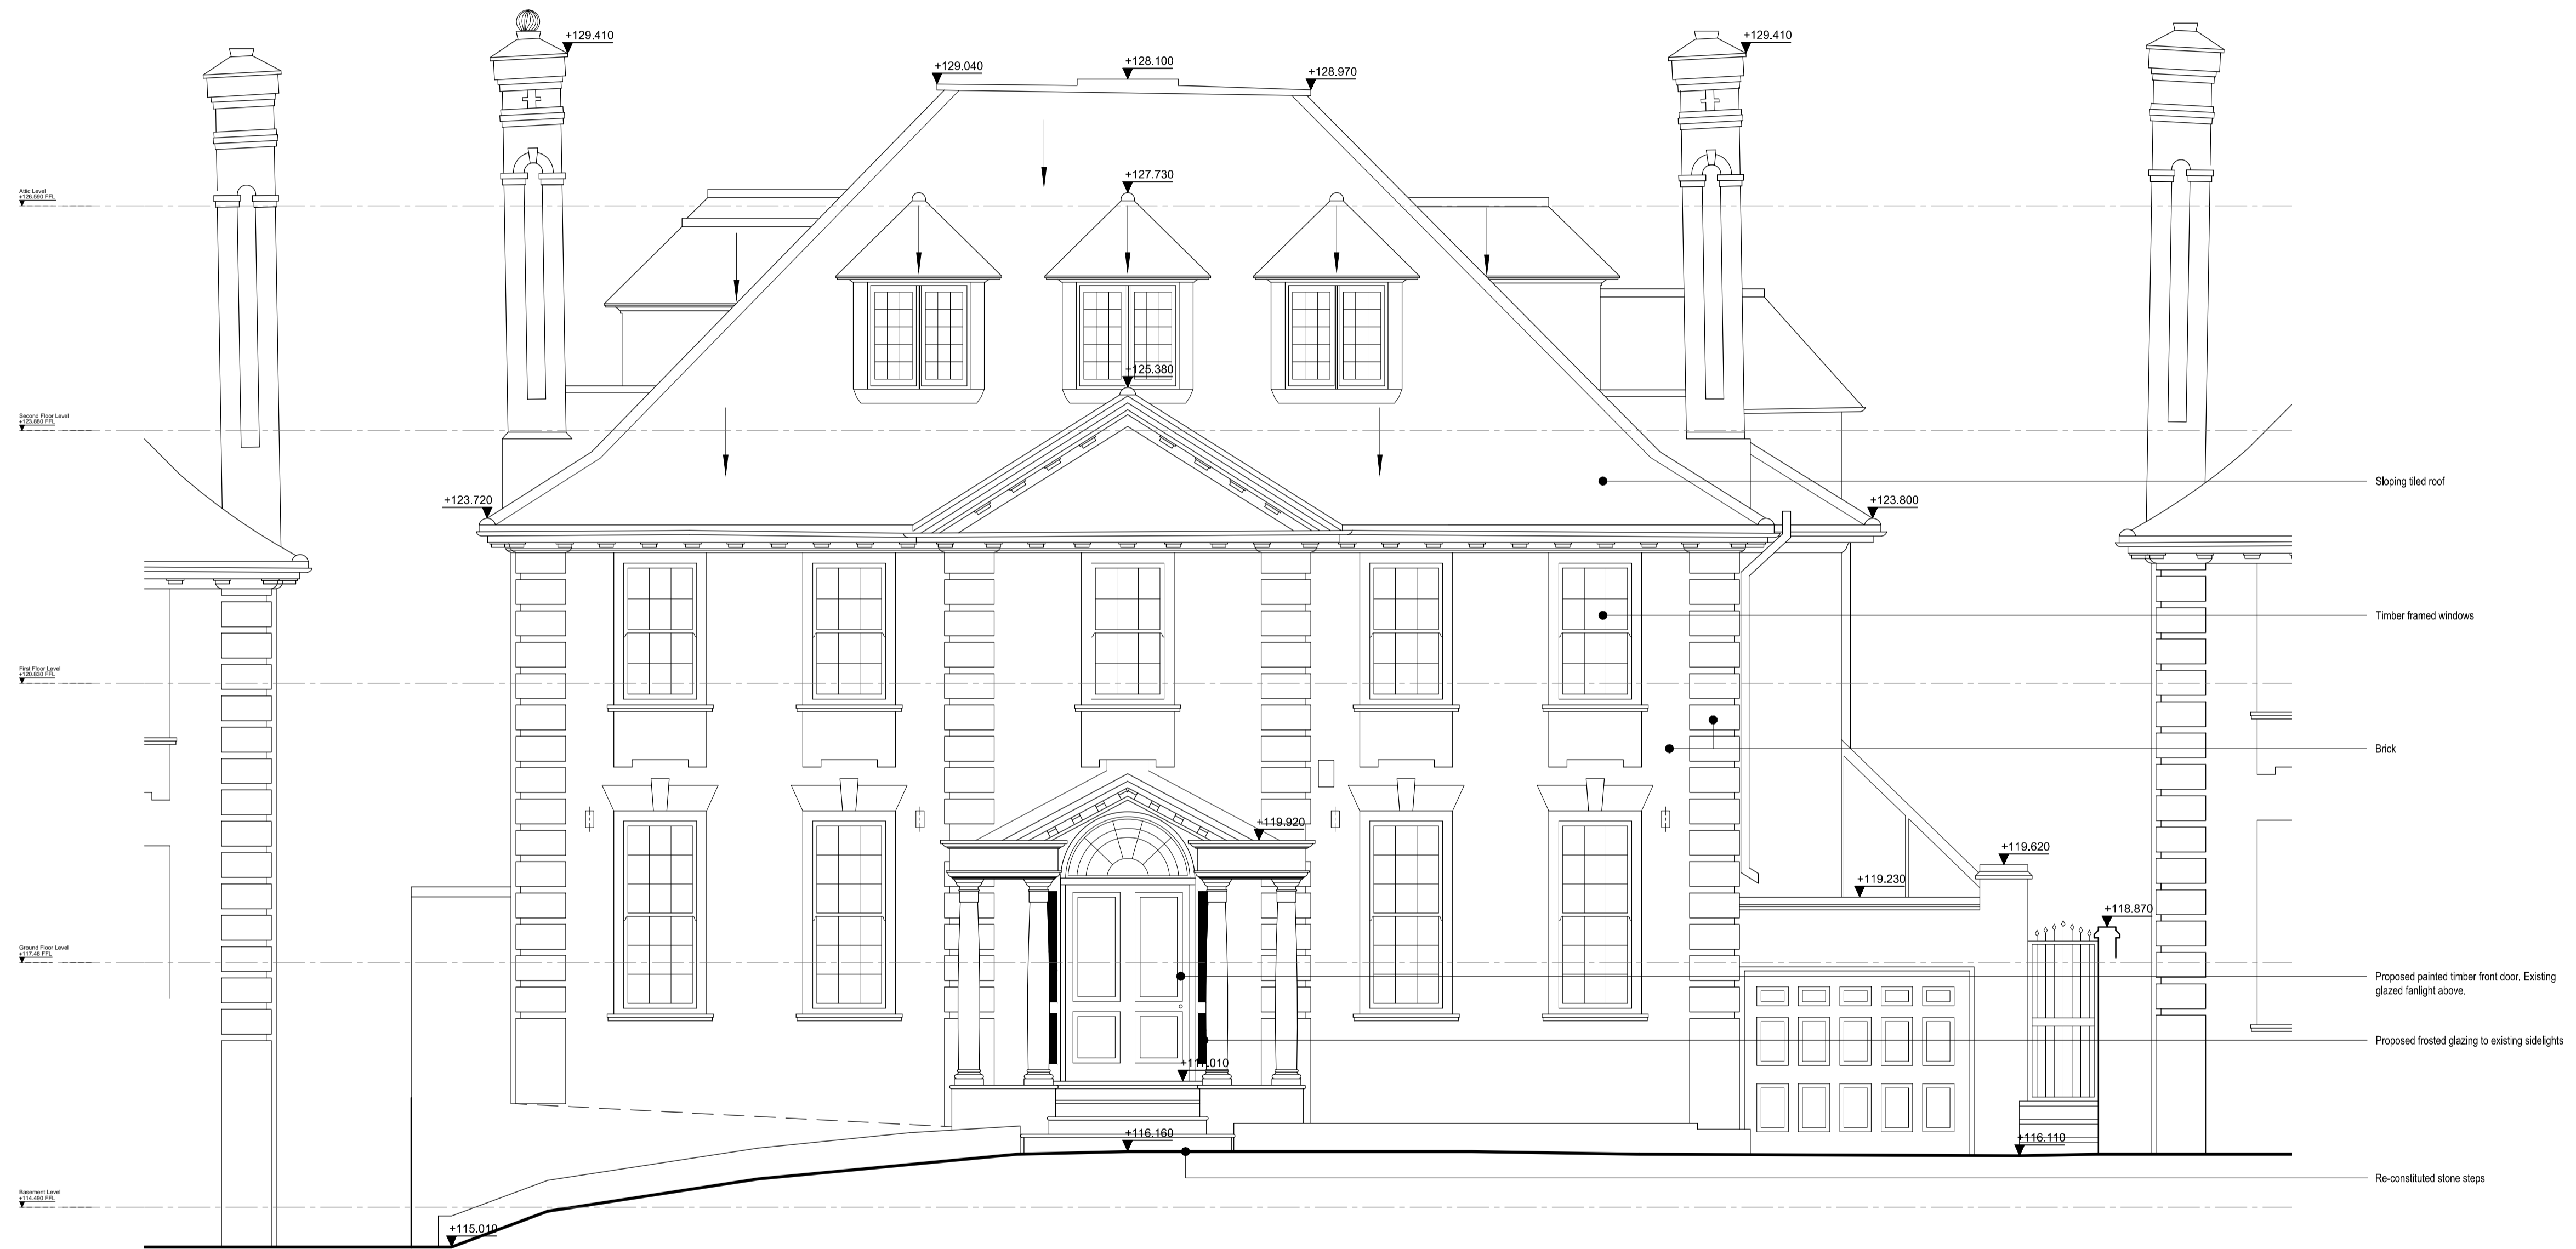 +129.410
+129.410
+129.040
+128.100
+128.970
+127.730
Attic Level
+126.590 FFL
+125.380
Second Floor Level
+123.860 FFL
Sloping tiled roof
+123.720
+123.800
Timber framed windows
First Floor Level
+120.830 FFL
Brick
+119.920
+119.620
+119.230
+118.870
Ground Floor Level
+117.46 FFL
Proposed painted timber front door. Existing
glazed fanlight above.
Proposed frosted glazing to existing sidelights
+117.010
+116.160
+116.110
Re-constituted stone steps
Basement Level
+114.490 FFL
+115.010